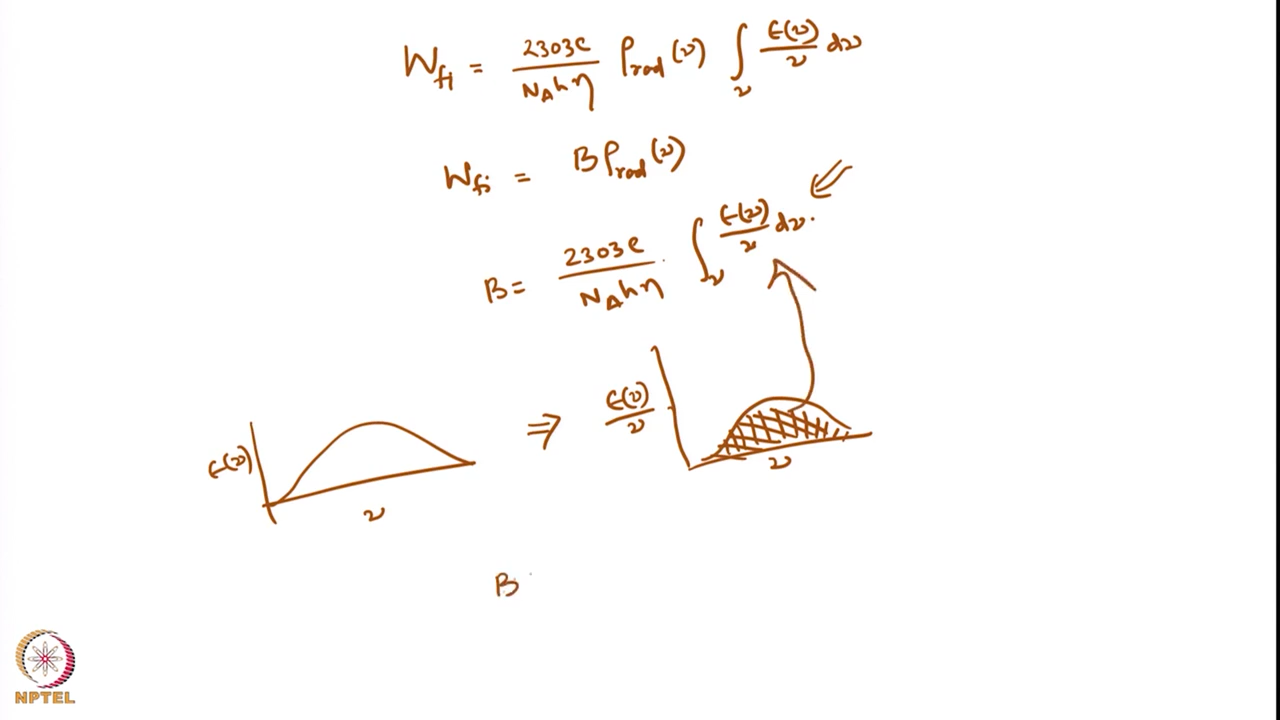 W_fi = 2303c / N_A h η ρ_rad(ν) ∫_ν ε(ν)/ν dν
W_fi = B ρ_rad(ν)
B = 2303c / N_A h η ∫_ν ε(ν)/ν dν.
ε(ν)
ν
⇒
ε(ν)/ν
ν
B
NPTEL